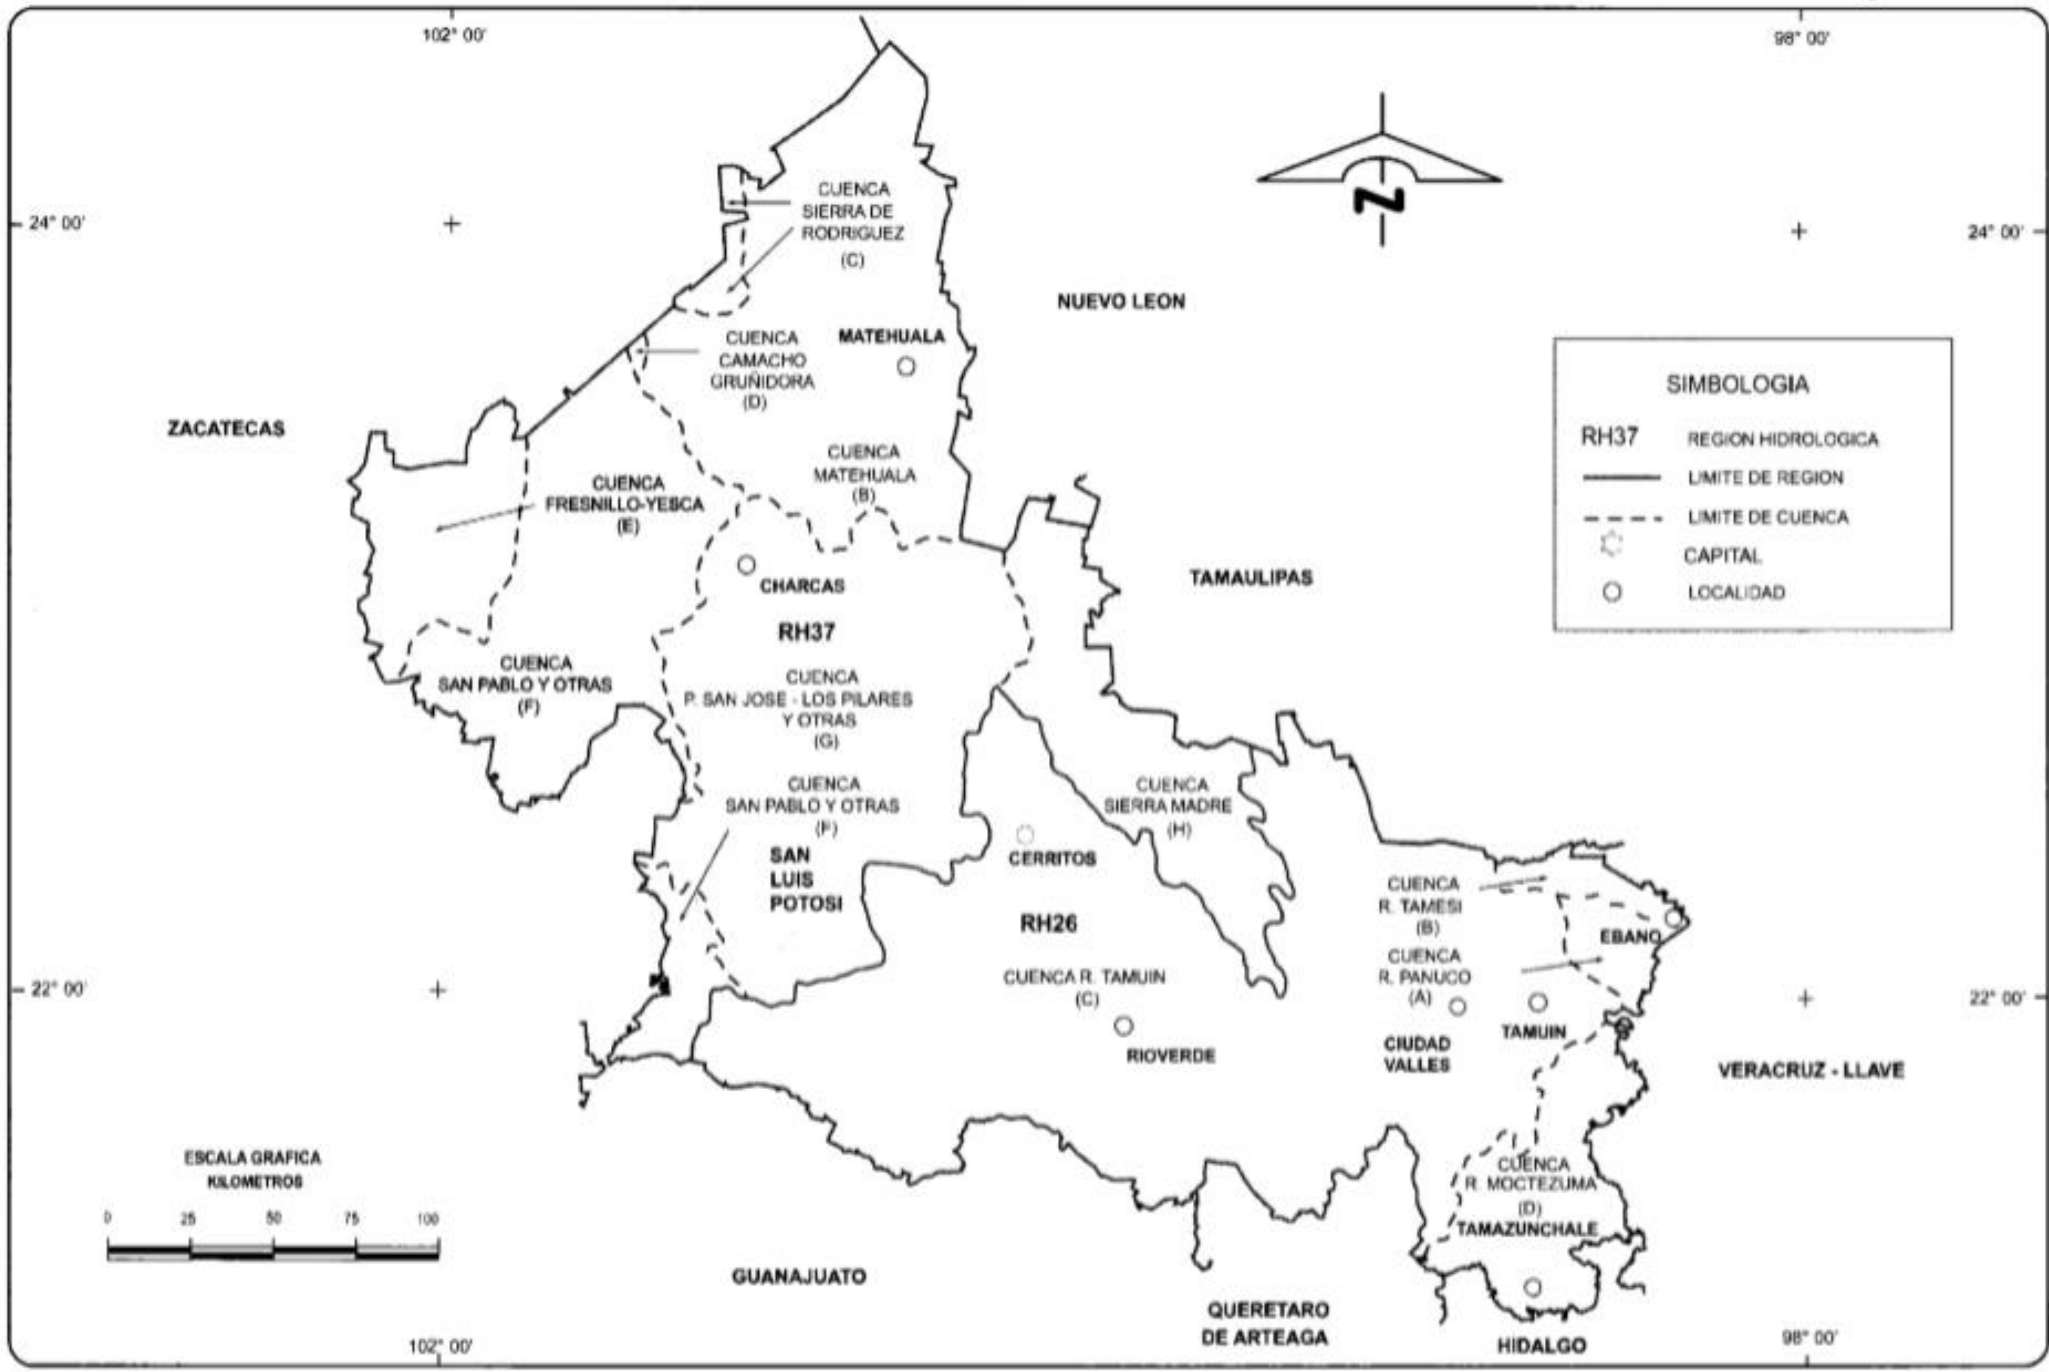 102° 00'
98° 00'
24° 00'
24° 00'
CUENCA
SIERRA DE
RODRIGUEZ
(C)
NUEVO LEON
CUENCA
CAMACHO
GRUÑIDORA
(D)
MATEHUALA
ZACATECAS
CUENCA
MATEHUALA
(B)
CUENCA
FRESNILLO-YESCA
(E)
SIMBOLOGIA
RH37 REGION HIDROLOGICA
LIMITE DE REGION
LIMITE DE CUENCA
CAPITAL
LOCALIDAD
TAMAULIPAS
CHARCAS
RH37
CUENCA
SAN PABLO Y OTRAS
(F)
CUENCA
P. SAN JOSE - LOS PILARES
Y OTRAS
(G)
CUENCA
SAN PABLO Y OTRAS
(F)
SAN
LUIS
POTOSI
CUENCA
SIERRA MADRE
(H)
CERRITOS
RH26
CUENCA R. TAMUIN
(C)
RIOVERDE
CUENCA
R. TAMESI
(B)
EBANO
CUENCA
R. PANUCO
(A)
CIUDAD
VALLES
TAMUIN
22° 00'
22° 00'
VERACRUZ - LLAVE
CUENCA
R. MOCTEZUMA
(D)
TAMAZUNCHALE
ESCALA GRAFICA
KILOMETROS
0 25 50 75 100
GUANAJUATO
QUERETARO
DE ARTEAGA
HIDALGO
102° 00'
98° 00'
N